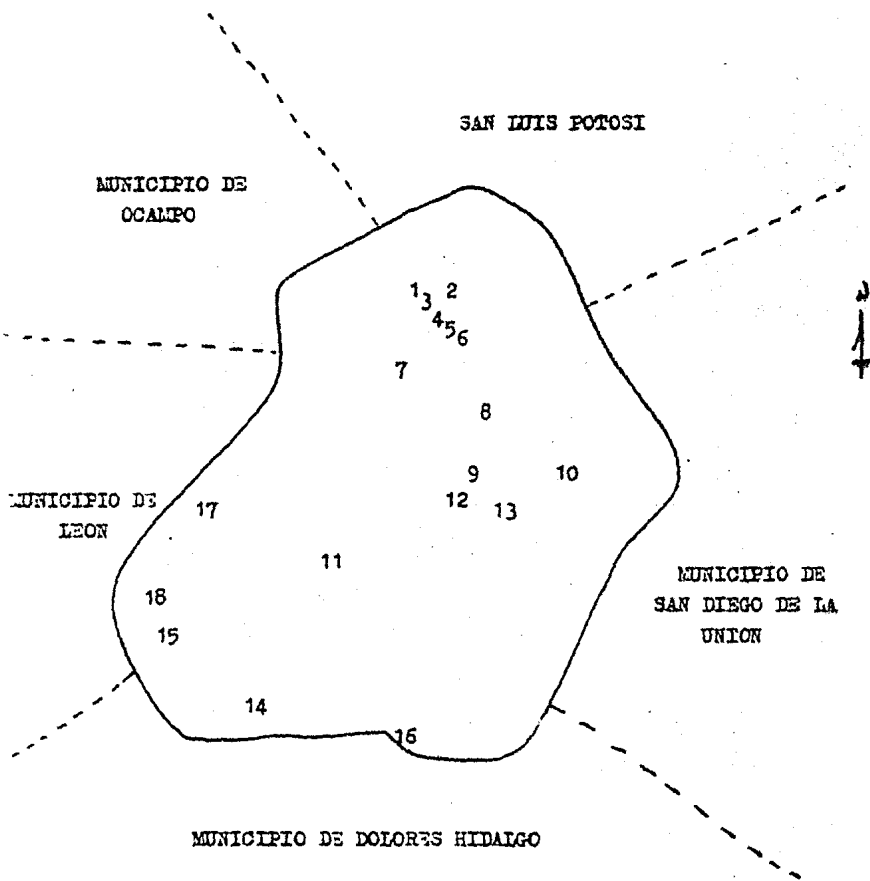 SAN LUIS POTOSI
MUNICIPIO DE
OCAMPO
N
1
2
3
4
5
6
7
8
9
10
12
13
17
MUNICIPIO DE
LEON
11
18
15
MUNICIPIO DE
SAN DIEGO DE LA
UNION
14
16
MUNICIPIO DE DOLORES HIDALGO